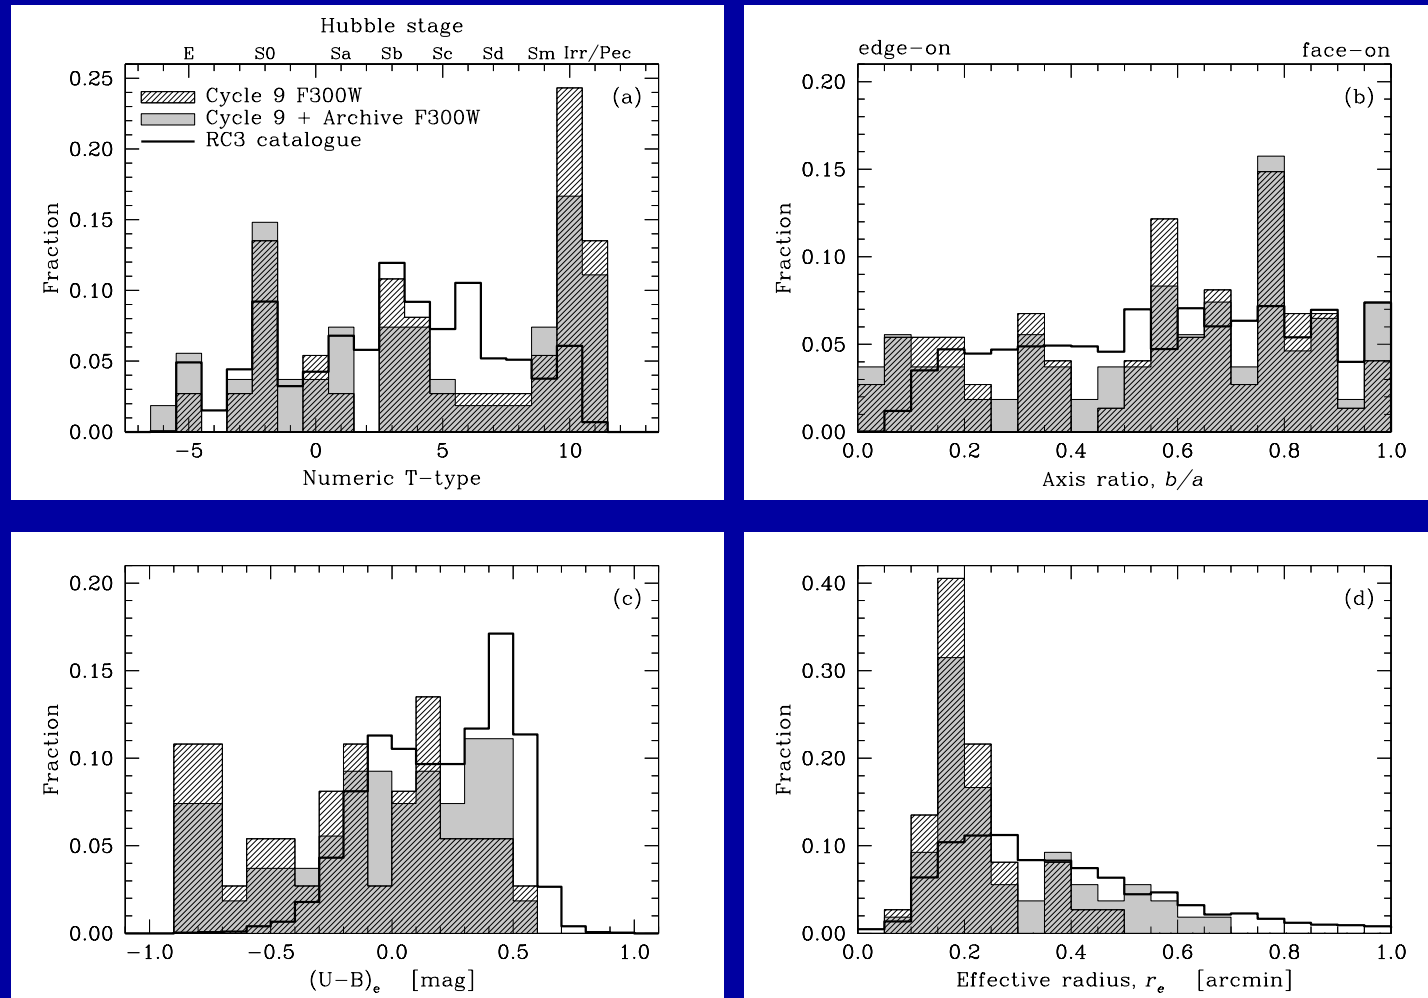 Hubble stage
E S0 Sa Sb Sc Sd Sm Irr/Pec
0.25
Cycle 9 F300W
(a)
Cycle 9 + Archive F300W
RC3 catalogue
0.20
0.15
0.10
0.05
0.00
Fraction
−5 0 5 10
Numeric T−type
edge−on face−on
0.20
(b)
0.15
0.10
0.05
0.00
Fraction
0.0 0.2 0.4 0.6 0.8 1.0
Axis ratio, b/a
0.20
(c)
0.15
0.10
0.05
0.00
Fraction
−1.0 −0.5 0.0 0.5 1.0
(U−B)e [mag]
0.40
(d)
0.30
0.20
0.10
0.00
Fraction
0.0 0.2 0.4 0.6 0.8 1.0
Effective radius, re [arcmin]